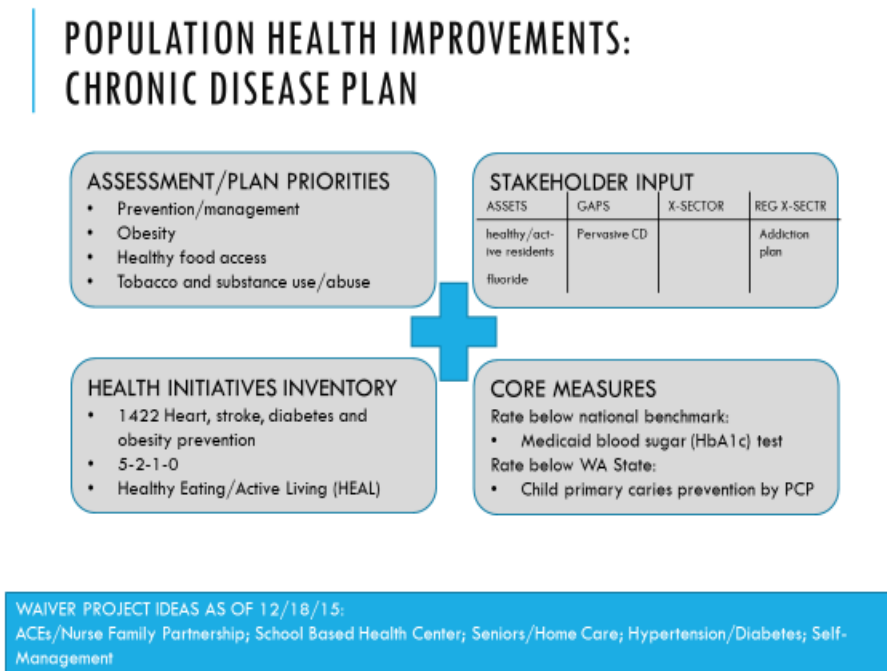 POPULATION HEALTH IMPROVEMENTS:
CHRONIC DISEASE PLAN
ASSESSMENT/PLAN PRIORITIES
• Prevention/management
• Obesity
• Healthy food access
• Tobacco and substance use/abuse
STAKEHOLDER INPUT
ASSETS GAPS X-SECTOR REG X-SECTR
healthy/act- Pervasive CD Addiction
ive residents plan
fluoride
HEALTH INITIATIVES INVENTORY
• 1422 Heart, stroke, diabetes and
obesity prevention
• 5-2-1-0
• Healthy Eating/Active Living (HEAL)
CORE MEASURES
Rate below national benchmark:
• Medicaid blood sugar (HbA1c) test
Rate below WA State:
• Child primary caries prevention by PCP
WAIVER PROJECT IDEAS AS OF 12/18/15:
ACEs/Nurse Family Partnership; School Based Health Center; Seniors/Home Care; Hypertension/Diabetes; Self-
Management